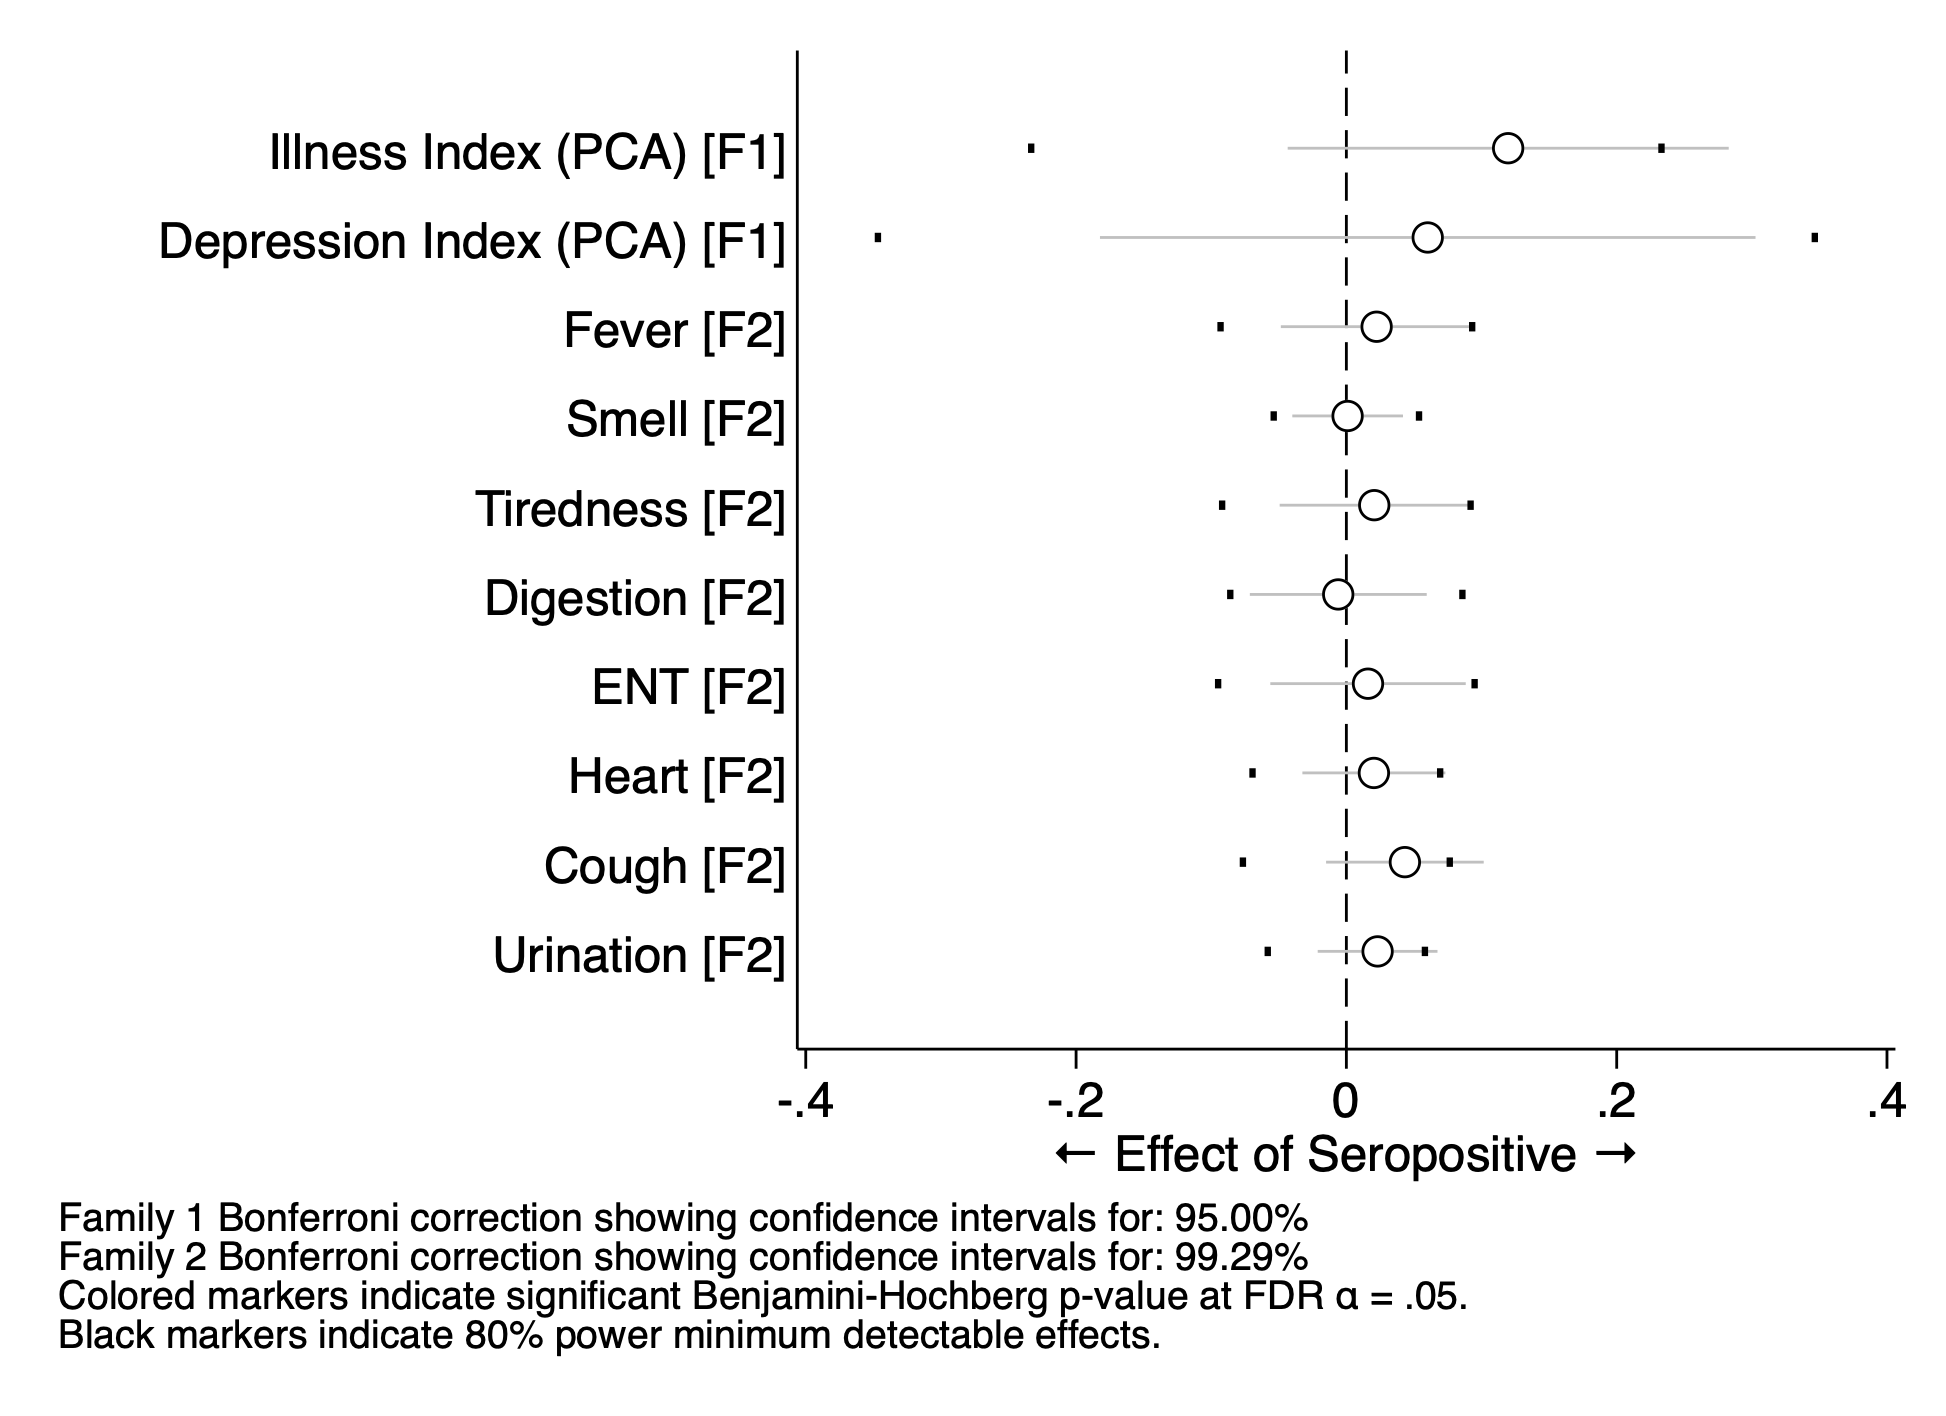 Illness Index (PCA) [F1]
Depression Index (PCA) [F1]
Fever [F2]
Smell [F2]
Tiredness [F2]
Digestion [F2]
ENT [F2]
Heart [F2]
Cough [F2]
Urination [F2]
-.4 -.2 0 .2 .4
← Effect of Seropositive →
Family 1 Bonferroni correction showing confidence intervals for: 95.00%
Family 2 Bonferroni correction showing confidence intervals for: 99.29%
Colored markers indicate significant Benjamini-Hochberg p-value at FDR α = .05.
Black markers indicate 80% power minimum detectable effects.